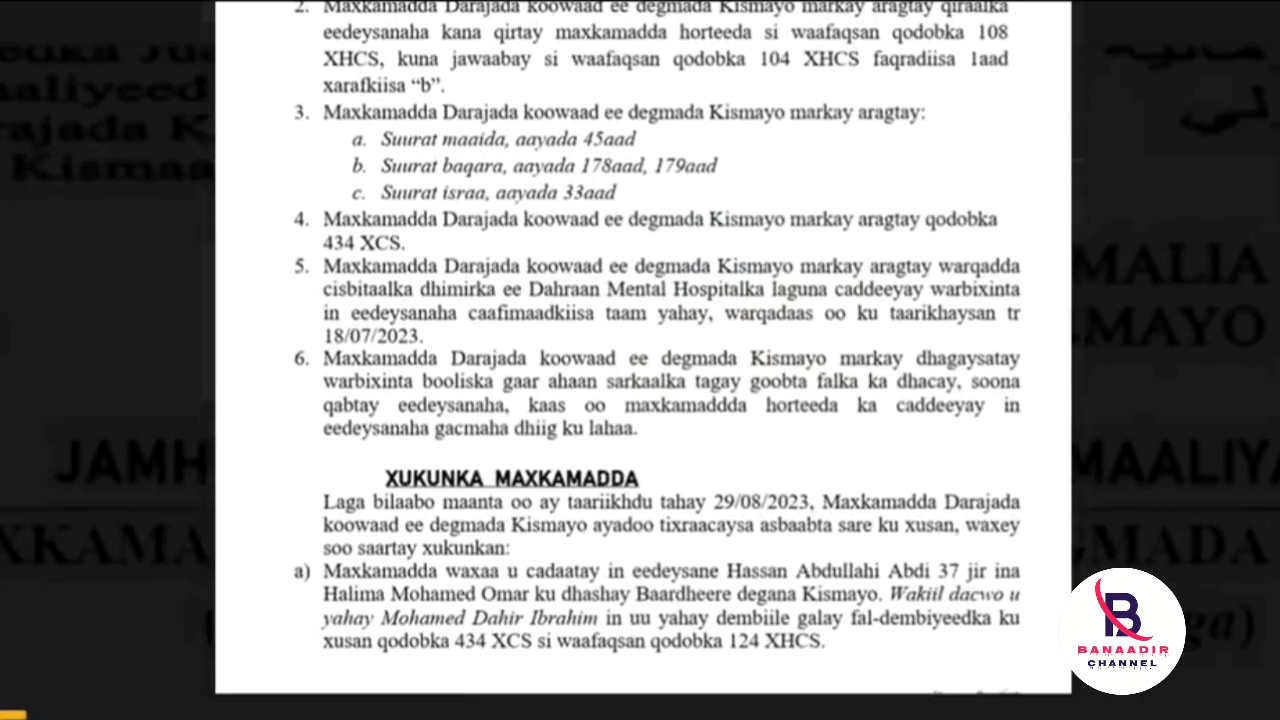 2. Maxkamadda Darajada koowaad ee degmada Kismayo markay aragtay qiraalka
eedeysanaha kana qirtay maxkamadda horteeda si waafaqsan qodobka 108
XHCS, kuna jawaabay si waafaqsan qodobka 104 XHCS faqradiisa 1aad
xarafkiisa “b”.
3. Maxkamadda Darajada koowaad ee degmada Kismayo markay aragtay:
a. Suurat maaida, aayada 45aad
b. Suurat baqara, aayada 178aad, 179aad
c. Suurat israa, aayada 33aad
4. Maxkamadda Darajada koowaad ee degmada Kismayo markay aragtay qodobka
434 XCS.
5. Maxkamadda Darajada koowaad ee degmada Kismayo markay aragtay warqadda
cisbitaalka dhimirka ee Dahraan Mental Hospitalka laguna caddeeyay warbixinta
in eedeysanaha caafimaadkiisa taam yahay, warqadaas oo ku taarikhaysan tr
18/07/2023.
6. Maxkamadda Darajada koowaad ee degmada Kismayo markay dhagaysatay
warbixinta booliska gaar ahaan sarkaalka tagay goobta falka ka dhacay, soona
qabtay eedeysanaha, kaas oo maxkamaddda horteeda ka caddeeyay in
eedeysanaha gacmaha dhiig ku lahaa.
XUKUNKA MAXKAMADDA
Laga bilaabo maanta oo ay taariikhdu tahay 29/08/2023, Maxkamadda Darajada
koowaad ee degmada Kismayo ayadoo tixraacaysa asbaabta sare ku xusan, waxey
soo saartay xukunkan:
a) Maxkamadda waxaa u cadaatay in eedeysane Hassan Abdullahi Abdi 37 jir ina
Halima Mohamed Omar ku dhashay Baardheere degana Kismayo. Wakiil dacwo u
yahay Mohamed Dahir Ibrahim in uu yahay dembiile galay fal-dembiyeedka ku
xusan qodobka 434 XCS si waafaqsan qodobka 124 XHCS.
BANAADIR
CHANNEL